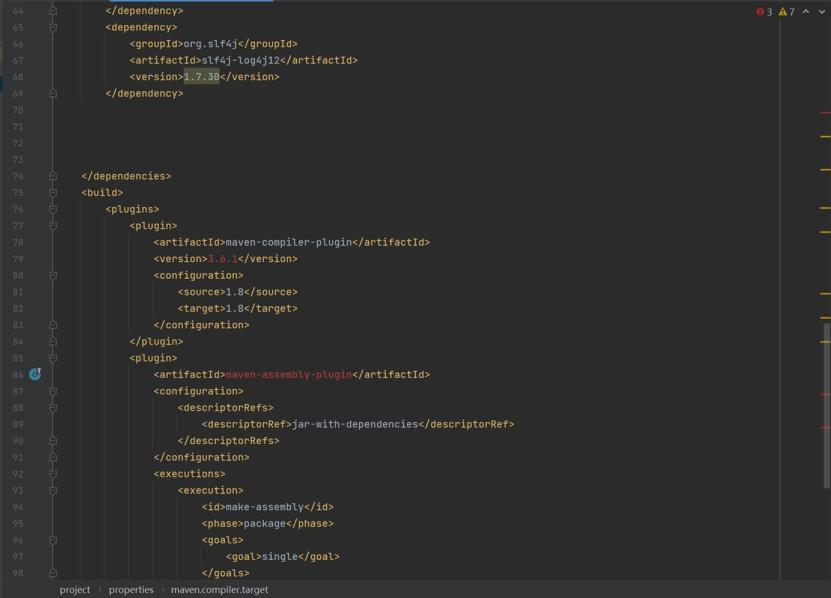 3 7
64 </dependency>
65 <dependency>
66 <groupId>org.slf4j</groupId>
67 <artifactId>slf4j-log4j12</artifactId>
68 <version>1.7.30</version>
69 </dependency>
70
71
72
73
74 </dependencies>
75 <build>
76 <plugins>
77 <plugin>
78 <artifactId>maven-compiler-plugin</artifactId>
79 <version>3.6.1</version>
80 <configuration>
81 <source>1.8</source>
82 <target>1.8</target>
83 </configuration>
84 </plugin>
85 <plugin>
86 <artifactId>maven-assembly-plugin</artifactId>
87 <configuration>
88 <descriptorRefs>
89 <descriptorRef>jar-with-dependencies</descriptorRef>
90 </descriptorRefs>
91 </configuration>
92 <executions>
93 <execution>
94 <id>make-assembly</id>
95 <phase>package</phase>
96 <goals>
97 <goal>single</goal>
98 </goals>
project › properties › maven.compiler.target